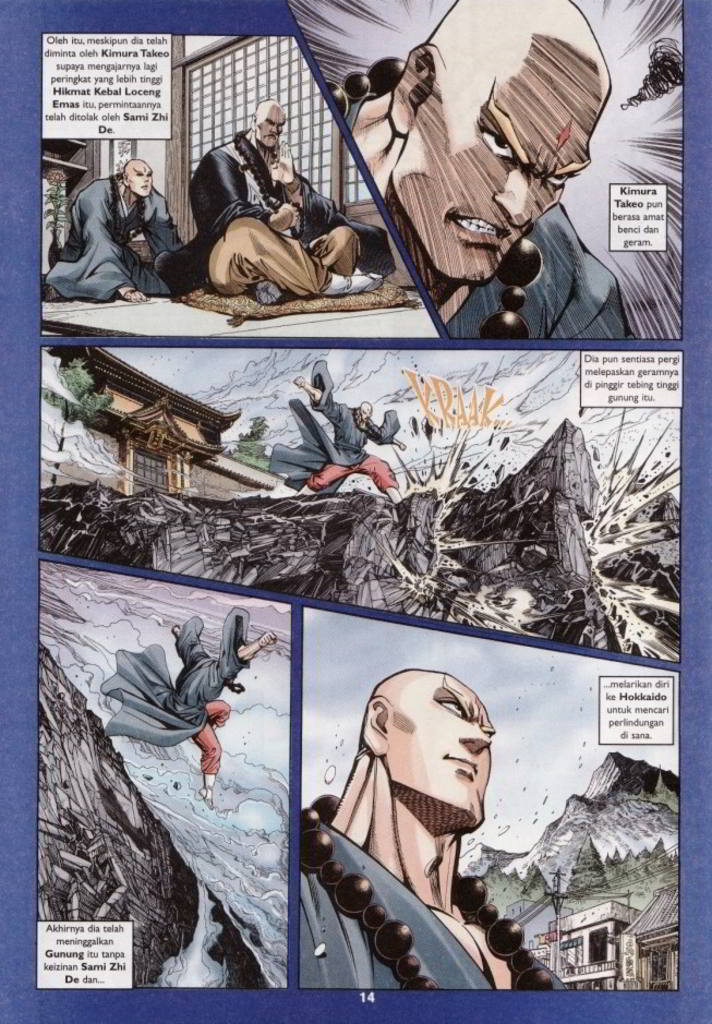 Oleh itu, meskipun dia telah
diminta oleh Kimura Takeo
supaya mengajarnya lagi
peringkat yang lebih tinggi
Hikmat Kebal Loceng
Emas itu, permintaannya
telah ditolak oleh Sami Zhi
De.
Kimura
Takeo pun
berasa amat
benci dan
geram.
Dia pun sentiasa pergi
melepaskan geramnya
di pinggir tebing tinggi
gunung itu.
KRAAK...
Akhirnya dia telah
meninggalkan
Gunung itu tanpa
keizinan Sami Zhi
De dan...
...melarikan diri
ke Hokkaido
untuk mencari
perlindungan
di sana.
14